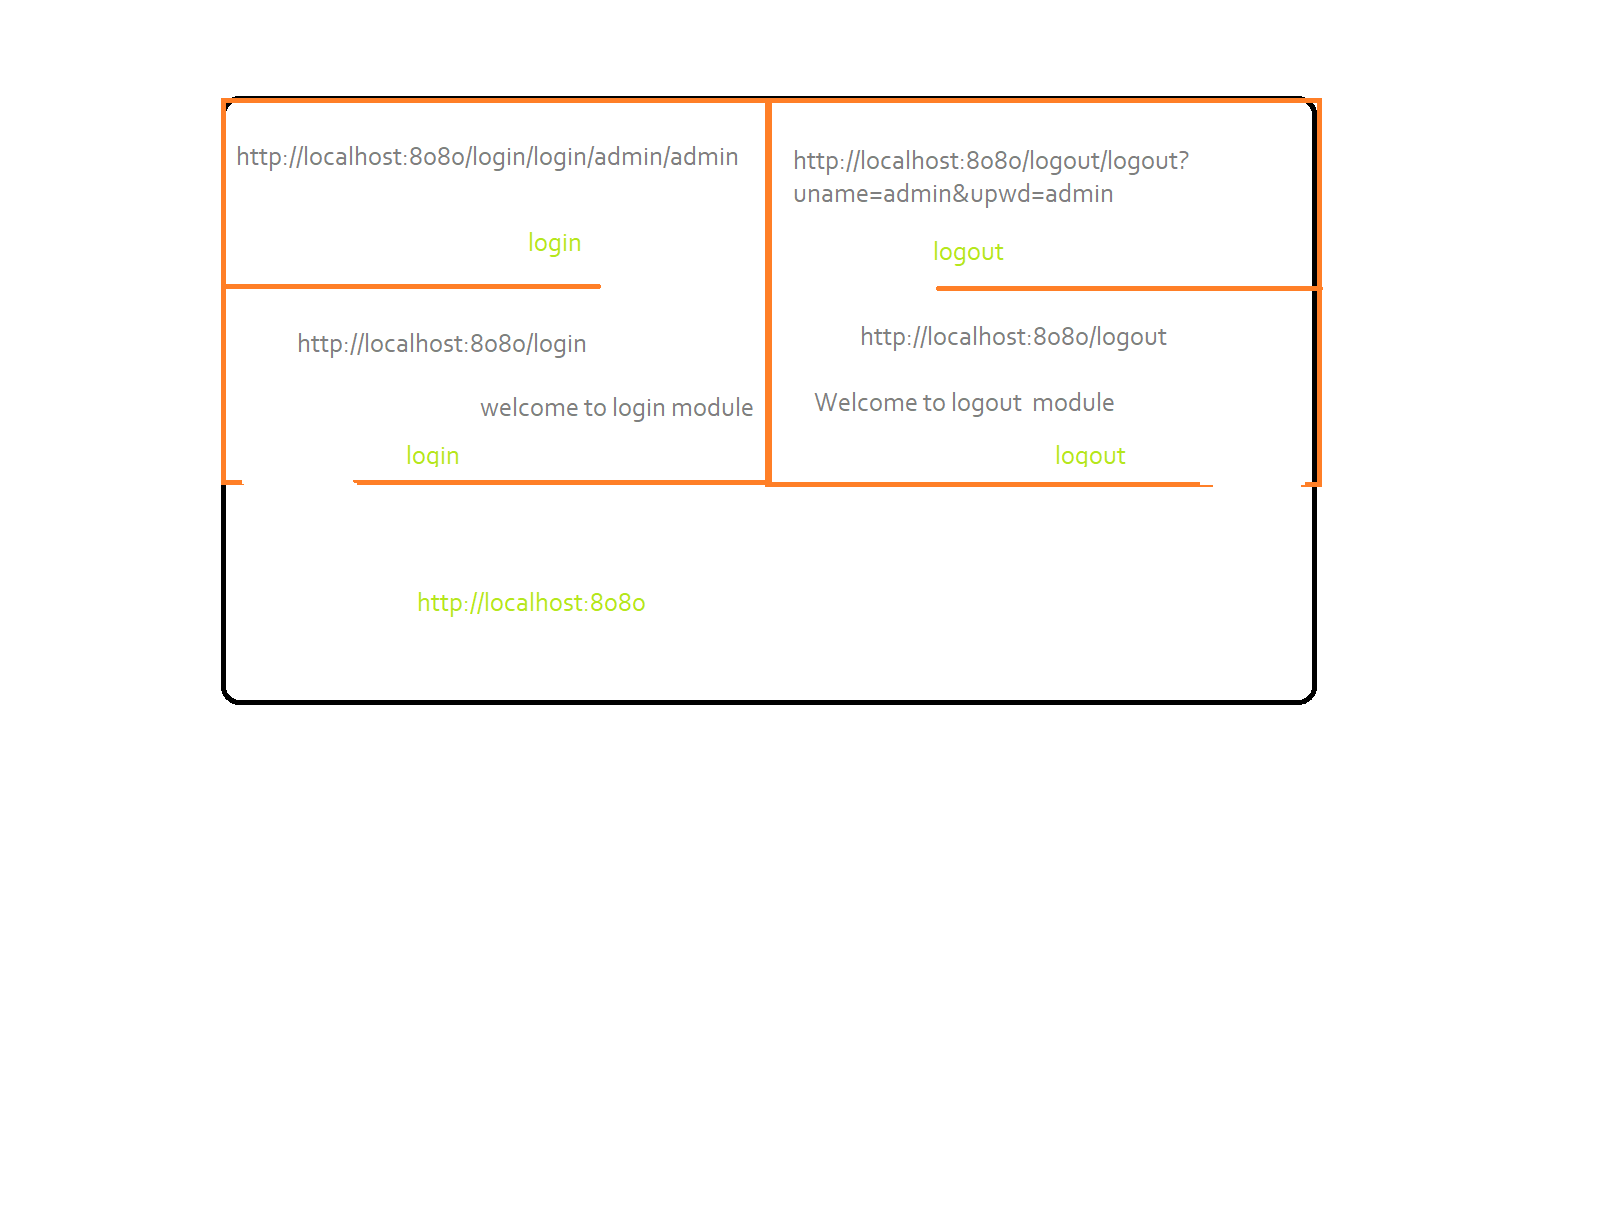 http://localhost:8080/login/login/admin/admin
login
http://localhost:8080/login
welcome to login module
login
http://localhost:8080/logout/logout?
uname=admin&upwd=admin
logout
http://localhost:8080/logout
Welcome to logout  module
logout
http://localhost:8080